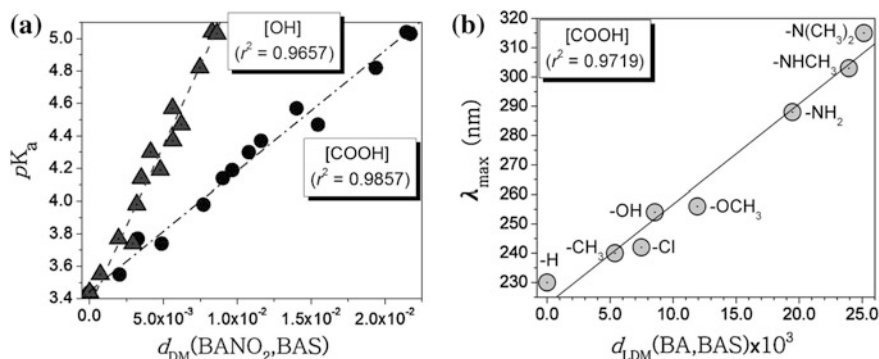 (a)
[OH]
(r² = 0.9657)
[COOH]
(r² = 0.9857)
pKₐ
5.0
4.8
4.6
4.4
4.2
4.0
3.8
3.6
3.4
0.0
5.0x10⁻³
1.0x10⁻²
1.5x10⁻²
2.0x10⁻²
d_DM(BANO₂,BAS)
(b)
[COOH]
(r² = 0.9719)
λmax (nm)
320
310
300
290
280
270
260
250
240
230
-N(CH₃)₂
-NHCH₃
-NH₂
-OH
-OCH₃
-CH₃
-Cl
-H
0.0
5.0
10.0
15.0
20.0
25.0
d_LDM(BA,BAS)x10³